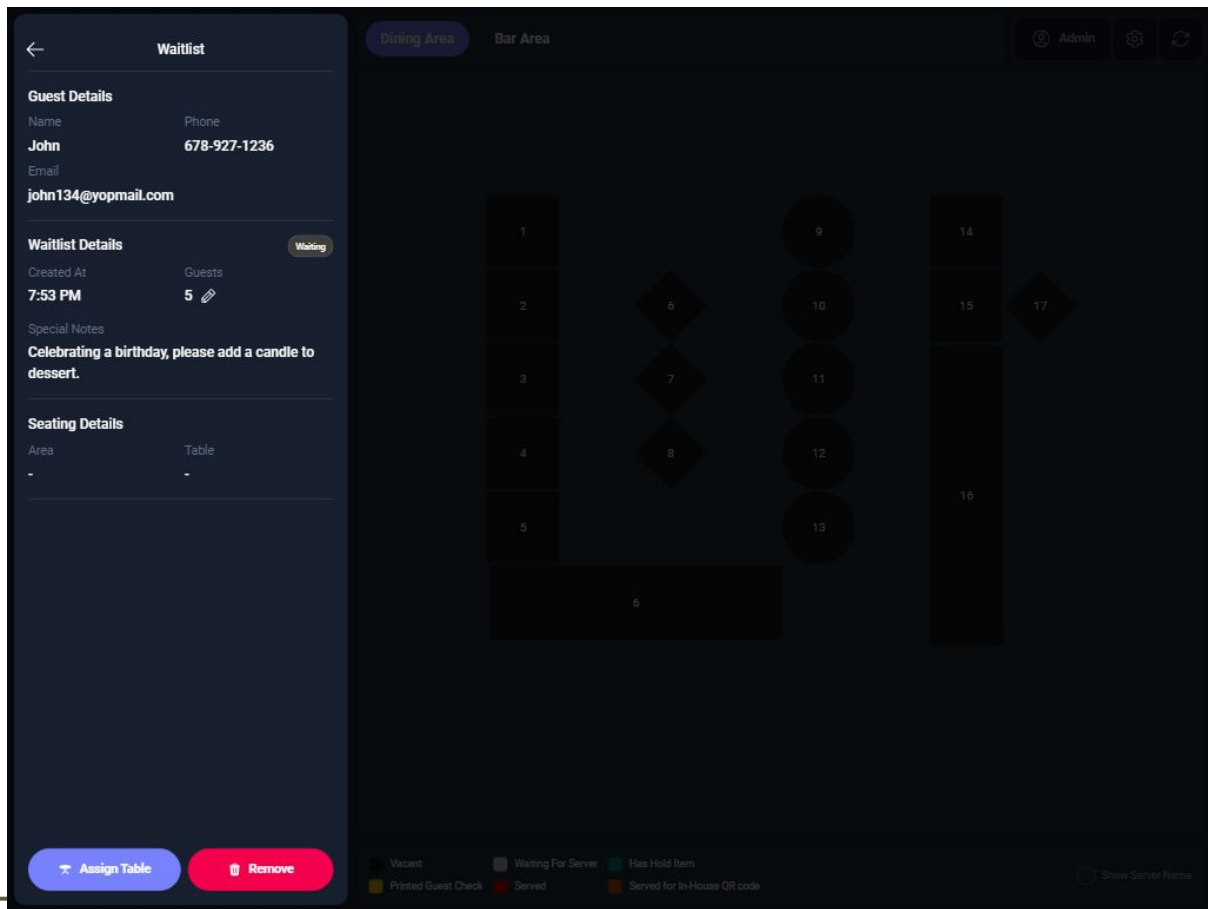 Waitlist
Guest Details
Name Phone
John 678-927-1236
Email
john134@yopmail.com
Waitlist Details Waiting
Created At Guests
7:53 PM 5
Special Notes
Celebrating a birthday, please add a candle to
dessert.
Seating Details
Area Table
- -
Assign Table Remove
Dining Area Bar Area Admin
1 9 14
2 6 10 15 17
3 7 11
4 8 12
16
5 13
6
Vacant Waiting For Server Has Hold Item
Printed Guest Check Served Served for In-House QR code
Show Server Name